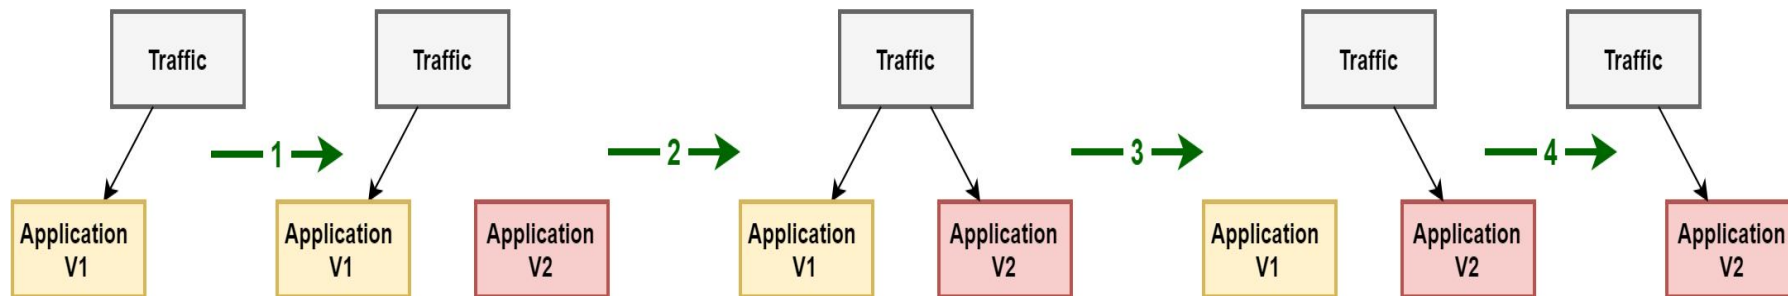 Traffic
Traffic
Traffic
Traffic
Traffic
1
2
3
4
Application
V1
Application
V1
Application
V2
Application
V1
Application
V2
Application
V1
Application
V2
Application
V2